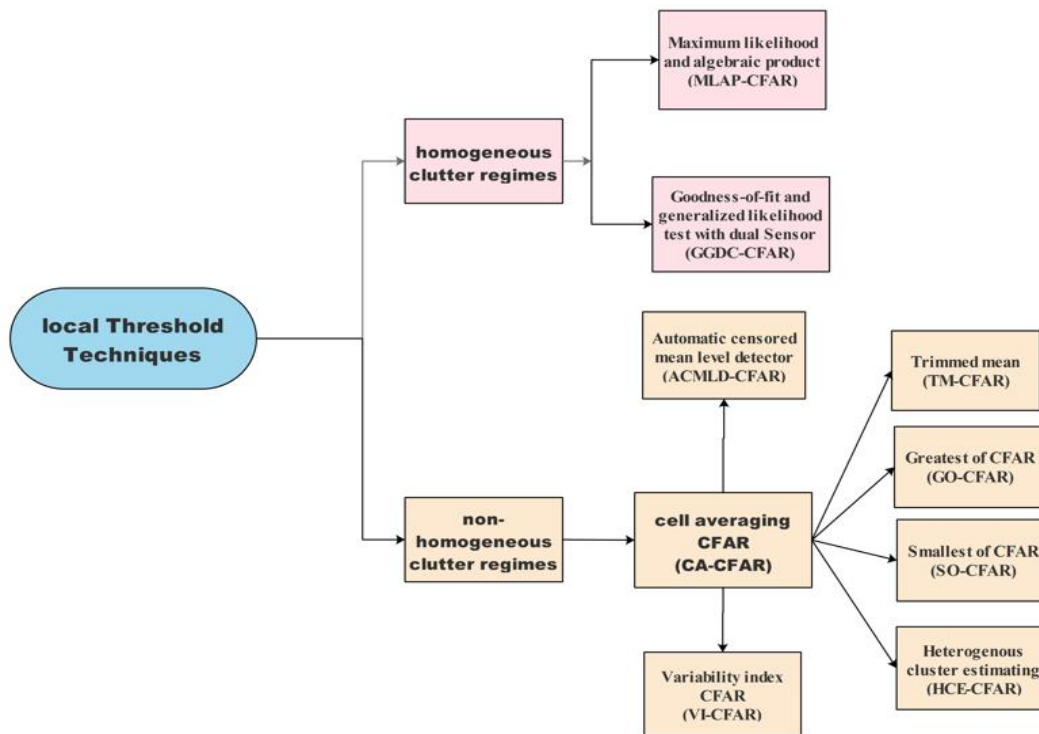 Maximum likelihood
and algebraic product
(MLAP-CFAR)
homogeneous
clutter regimes
Goodness-of-fit and
generalized likelihood
test with dual Sensor
(GGDC-CFAR)
local Threshold
Techniques
Automatic censored
mean level detector
(ACMLD-CFAR)
Trimmed mean
(TM-CFAR)
Greatest of CFAR
(GO-CFAR)
non-
homogeneous
clutter regimes
cell averaging
CFAR
(CA-CFAR)
Smallest of CFAR
(SO-CFAR)
Heterogenous
cluster estimating
(HCE-CFAR)
Variability index
CFAR
(VI-CFAR)